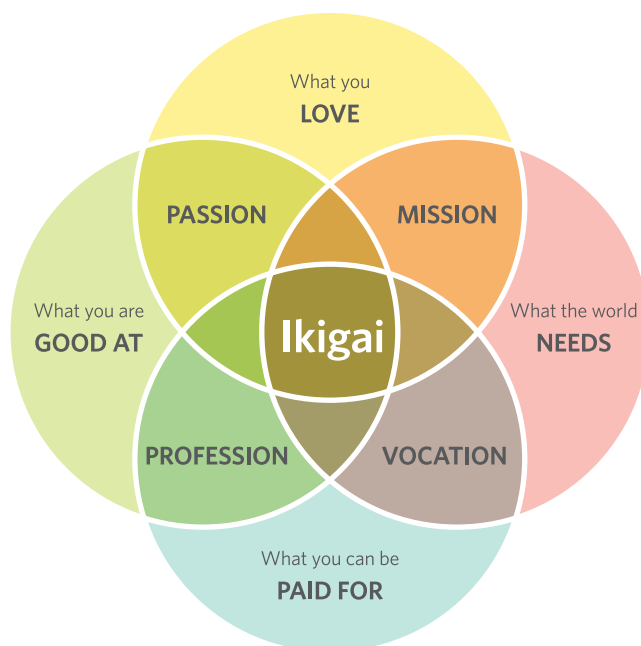 What you
LOVE
PASSION
MISSION
What you are
GOOD AT
Ikigai
What the world
NEEDS
PROFESSION
VOCATION
What you can be
PAID FOR